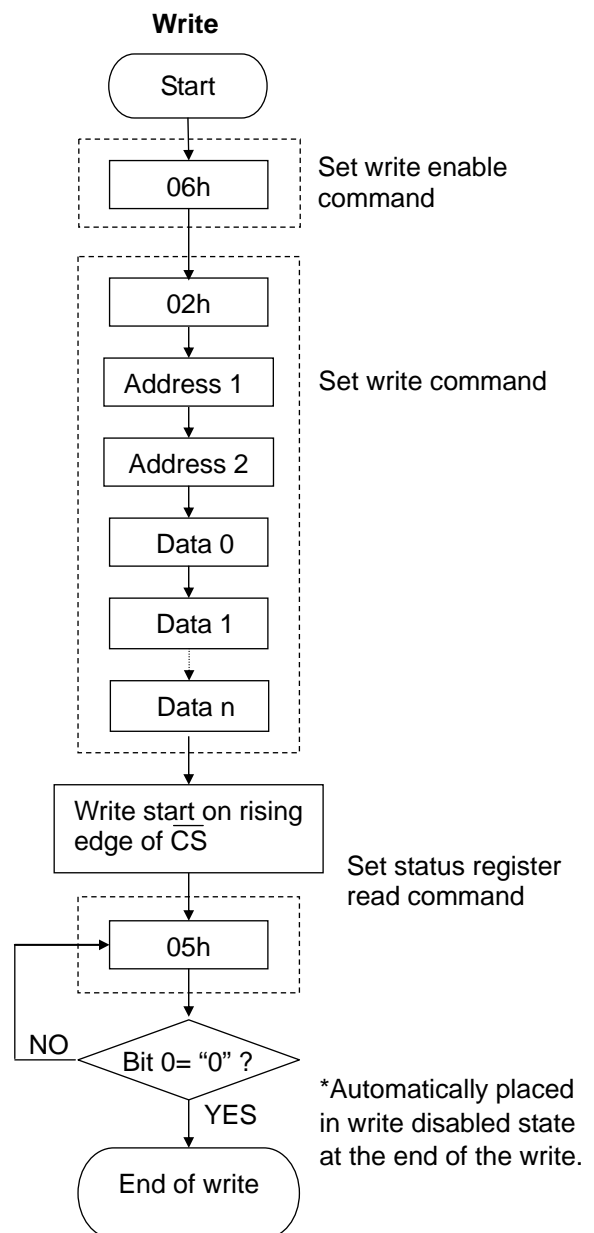 Write
Start
06h
Set write enable
command
02h
Address 1
Set write command
Address 2
Data 0
Data 1
Data n
Write start on rising
edge of C̅S̅
Set status register
read command
05h
NO
Bit 0= “0” ?
YES
*Automatically placed
in write disabled state
at the end of the write.
End of write